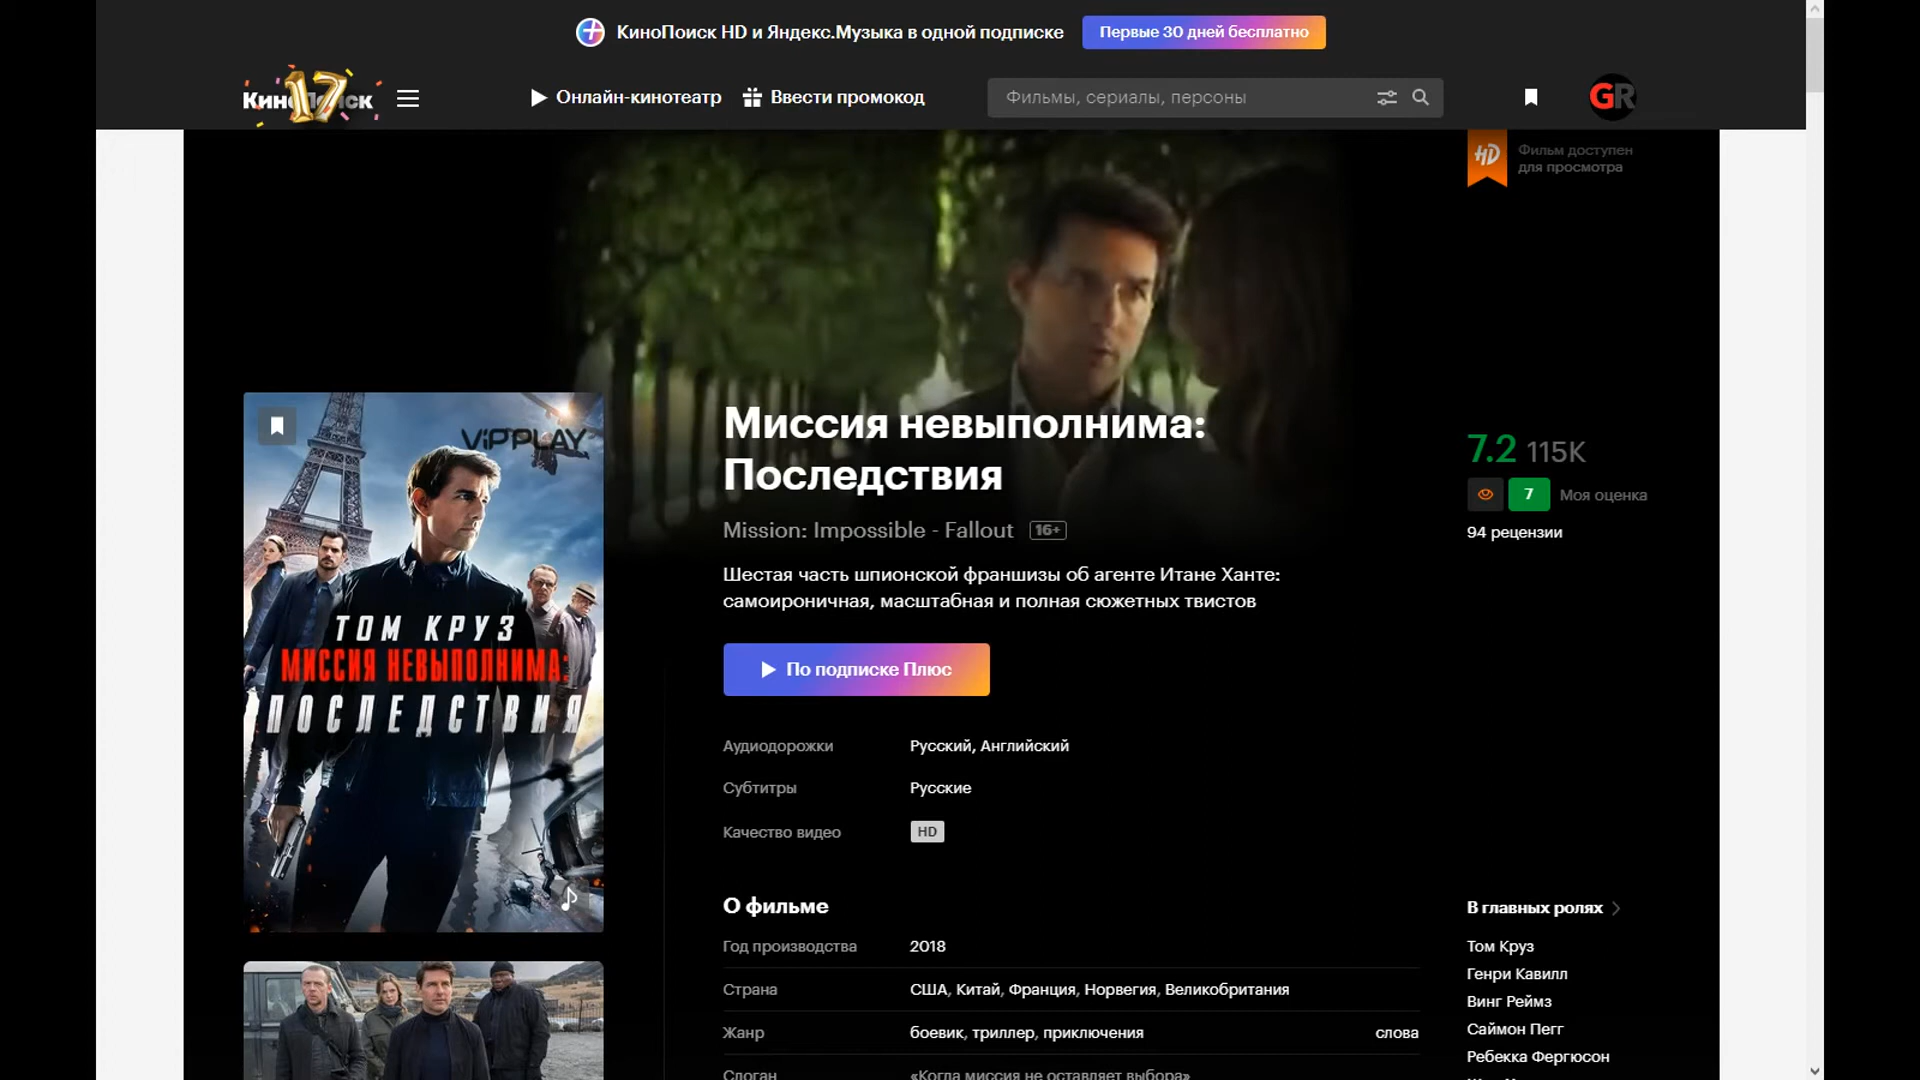 КиноПоиск HD и Яндекс.Музыка в одной подписке
Первые 30 дней бесплатно
17
Онлайн-кинотеатр
Ввести промокод
Фильмы, сериалы, персоны
GR
HD
Фильм доступен
для просмотра
ViPPLAY
ТОМ КРУЗ
МИССИЯ НЕВЫПОЛНИМА:
ПОСЛЕДСТВИЯ
Миссия невыполнима:
Последствия
Mission: Impossible - Fallout 16+
Шестая часть шпионской франшизы об агенте Итане Ханте:
самоироничная, масштабная и полная сюжетных твистов
По подписке Плюс
7.2 115K
7 Моя оценка
94 рецензии
Аудиодорожки Русский, Английский
Субтитры Русские
Качество видео HD
О фильме
Год производства 2018
Страна США, Китай, Франция, Норвегия, Великобритания
Жанр боевик, триллер, приключения слова
Слоган «Когда миссия не оставляет выбора»
В главных ролях
Том Круз
Генри Кавилл
Винг Реймз
Саймон Пегг
Ребекка Фергюсон